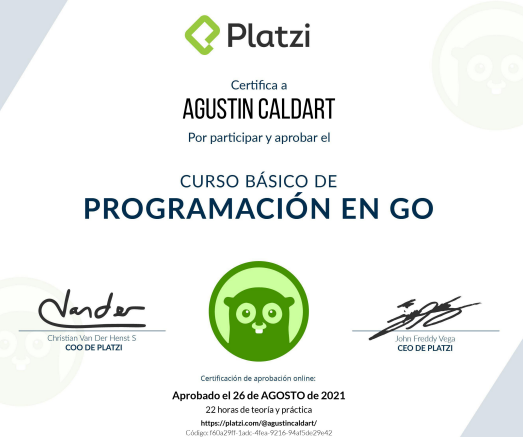 Platzi
Certifica a
AGUSTIN CALDART
Por participar y aprobar el
CURSO BÁSICO DE
PROGRAMACIÓN EN GO
Christian Van Der Henst S
COO DE PLATZI
John Freddy Vega
CEO DE PLATZI
Certificación de aprobación online:
Aprobado el 26 de AGOSTO de 2021
22 horas de teoría y práctica
https://platzi.com/@agustincaldart/
Código: f60a29ff-1adc-4fea-9216-94af5de29e42